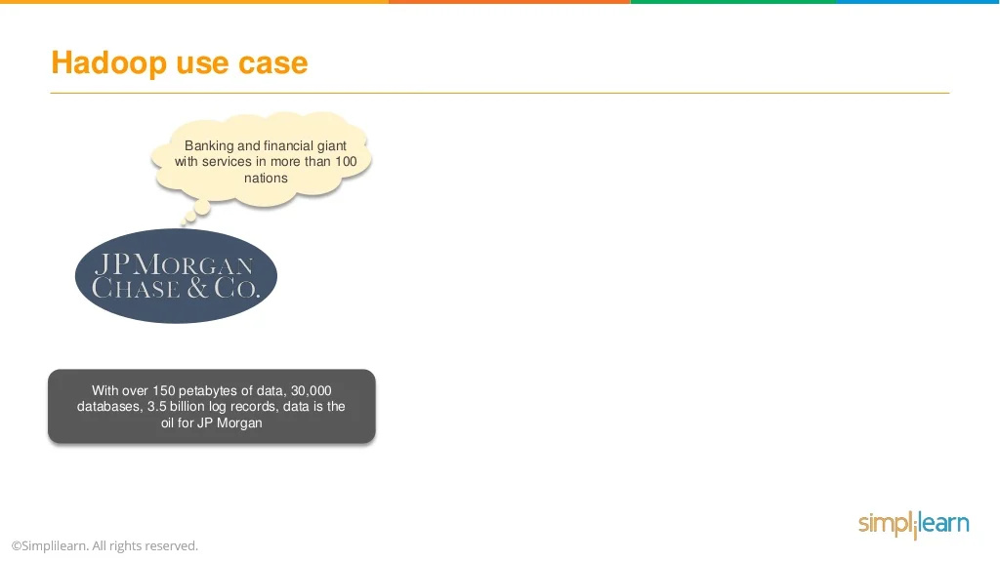 Hadoop use case
Banking and financial giant
with services in more than 100
nations
JPMORGAN
CHASE & CO.
With over 150 petabytes of data, 30,000
databases, 3.5 billion log records, data is the
oil for JP Morgan
simplilearn
©Simplilearn. All rights reserved.